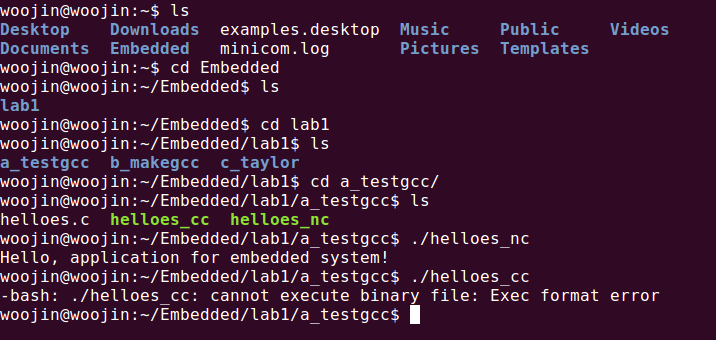 woojin@woojin:~$ ls
Desktop    Downloads  examples.desktop  Music     Public     Videos
Documents  Embedded   minicom.log       Pictures  Templates
woojin@woojin:~$ cd Embedded
woojin@woojin:~/Embedded$ ls
lab1
woojin@woojin:~/Embedded$ cd lab1
woojin@woojin:~/Embedded/lab1$ ls
a_testgcc  b_makegcc  c_taylor
woojin@woojin:~/Embedded/lab1$ cd a_testgcc/
woojin@woojin:~/Embedded/lab1/a_testgcc$ ls
helloes.c  helloes_cc  helloes_nc
woojin@woojin:~/Embedded/lab1/a_testgcc$ ./helloes_nc
Hello, application for embedded system!
woojin@woojin:~/Embedded/lab1/a_testgcc$ ./helloes_cc
-bash: ./helloes_cc: cannot execute binary file: Exec format error
woojin@woojin:~/Embedded/lab1/a_testgcc$